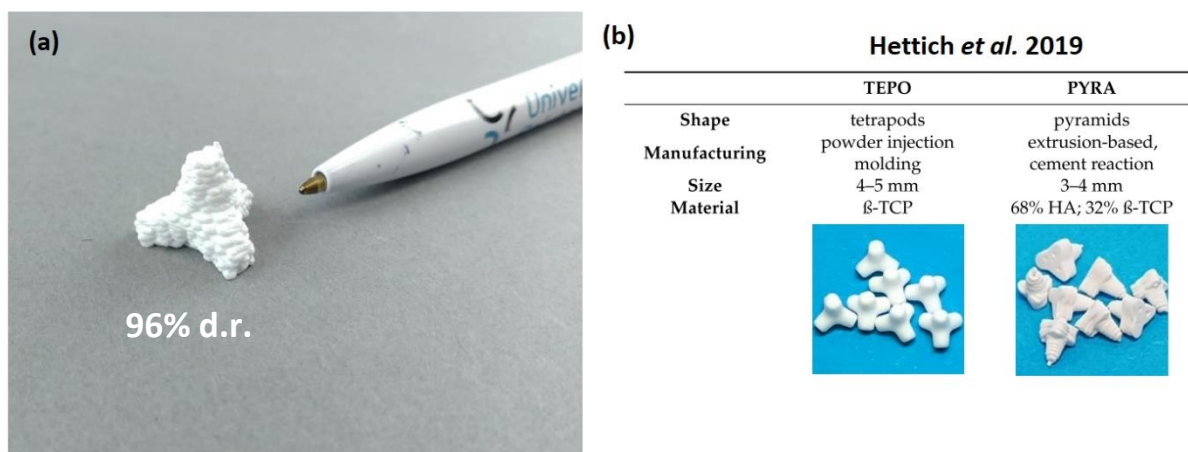 (a)
Univer
96% d.r.
(b)
Hettich et al. 2019
TEPO PYRA
Shape tetrapods pyramids
Manufacturing powder injection molding extrusion-based, cement reaction
Size 4–5 mm 3–4 mm
Material ß-TCP 68% HA; 32% ß-TCP